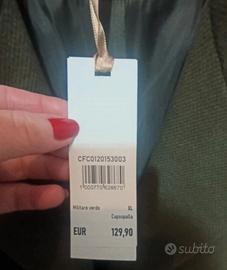 CFC0120153003
Militare verde XL
Capospalla
EUR 129,90
subito